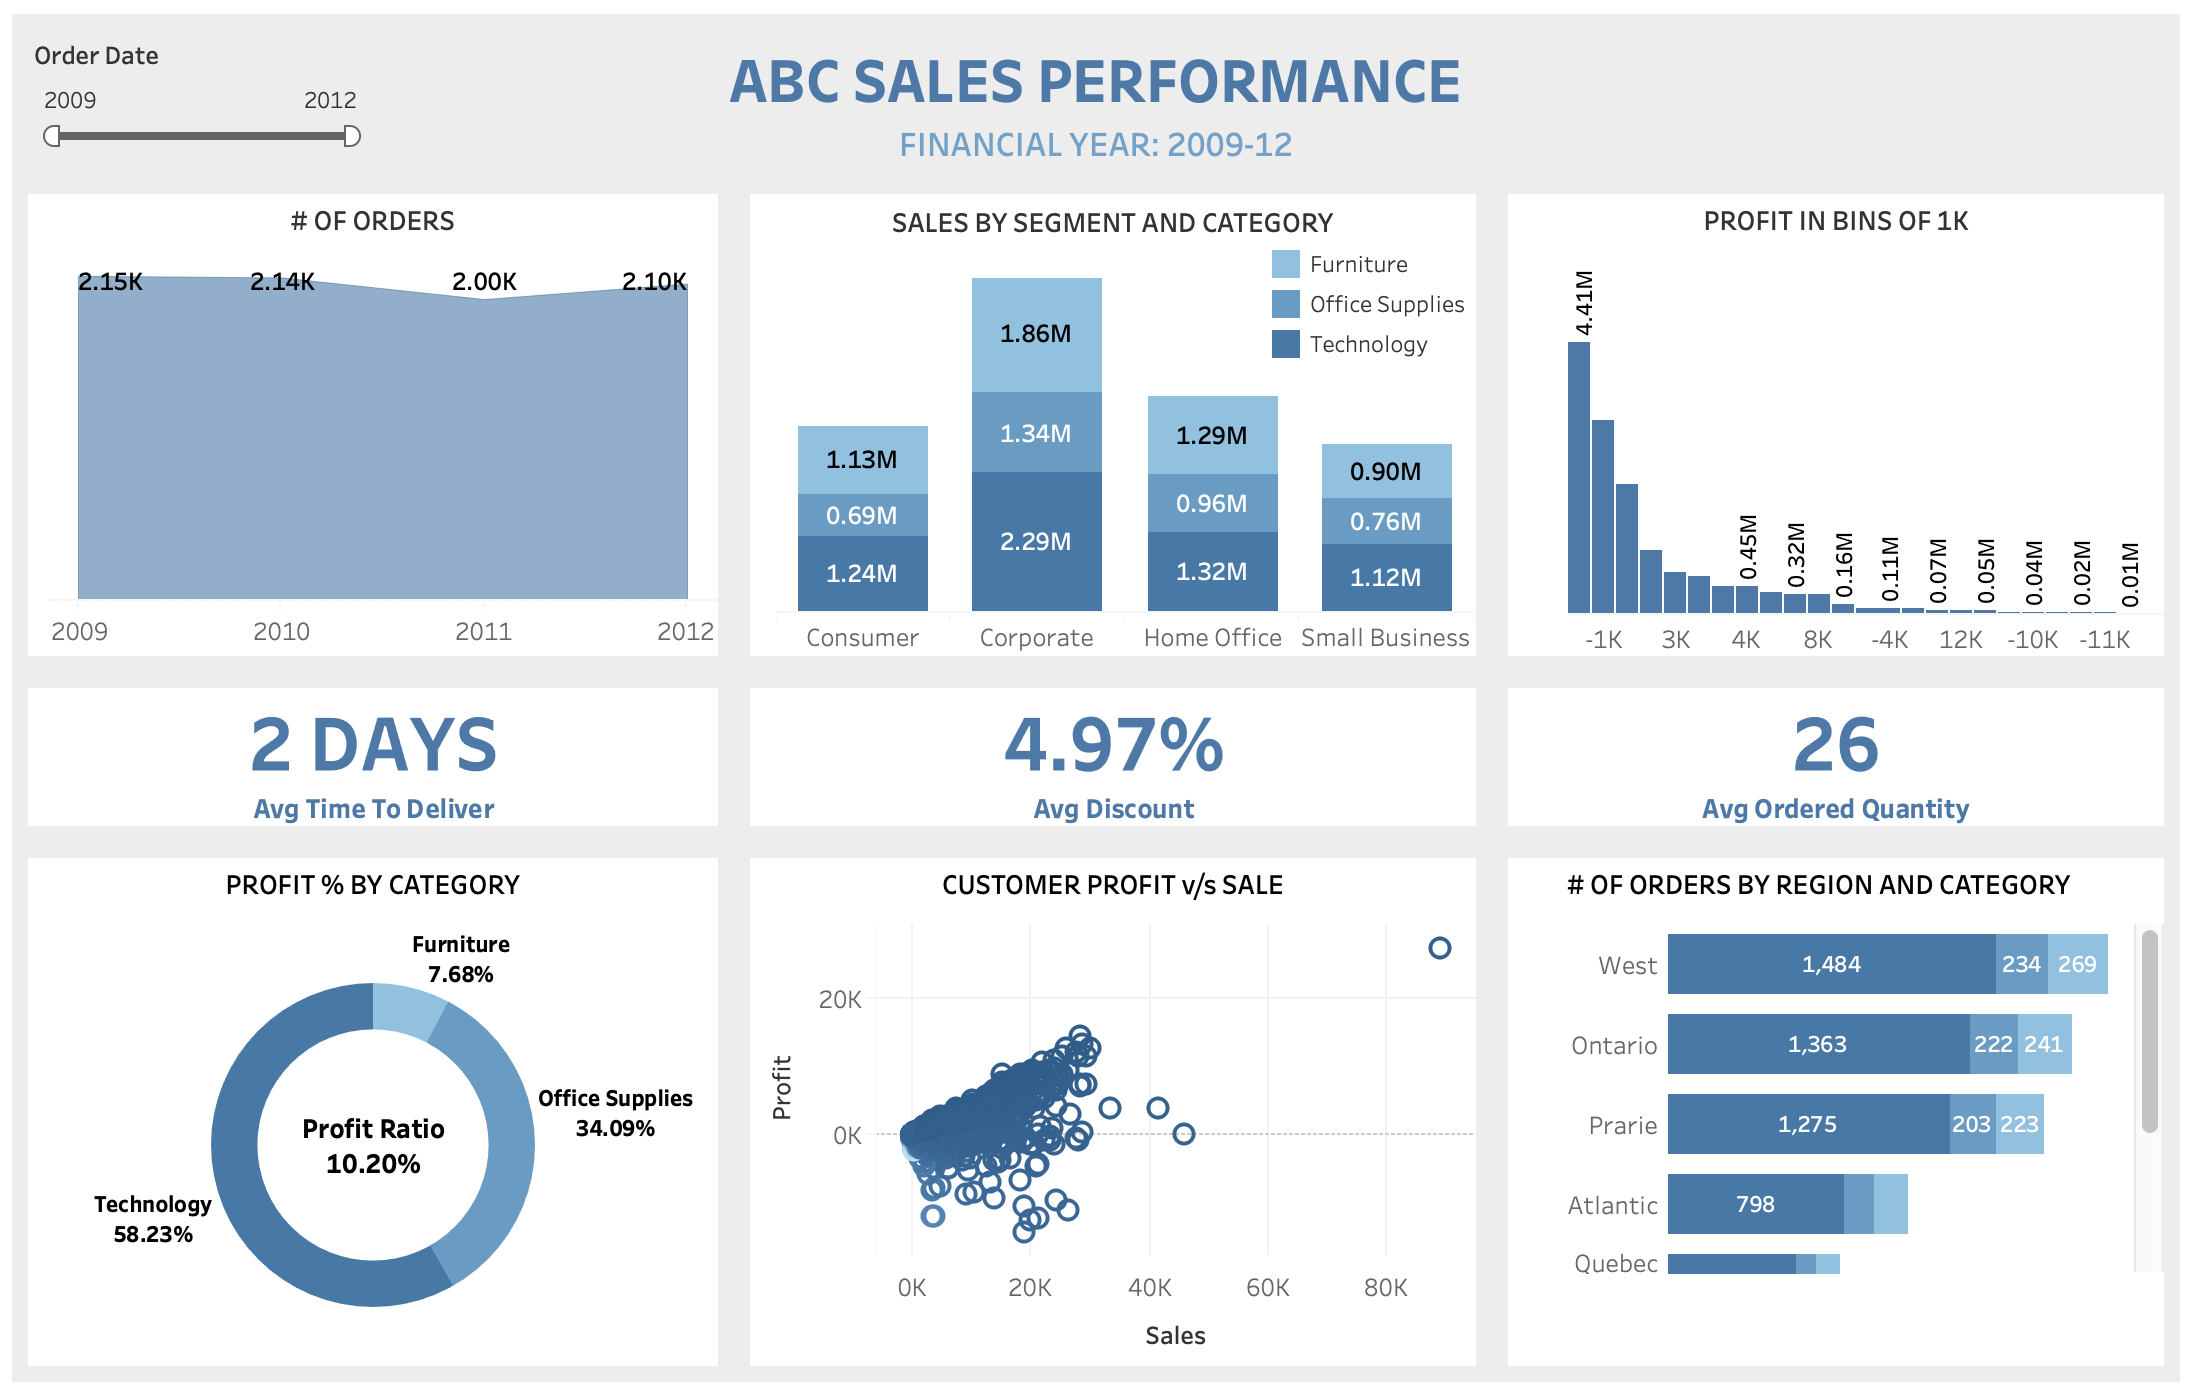 Order Date
2009 2012
ABC SALES PERFORMANCE
FINANCIAL YEAR: 2009-12
# OF ORDERS
2.15K 2.14K 2.00K 2.10K
2009 2010 2011 2012
SALES BY SEGMENT AND CATEGORY
Furniture
Office Supplies
Technology
1.13M
0.69M
1.24M
1.86M
1.34M
2.29M
1.29M
0.96M
1.32M
0.90M
0.76M
1.12M
Consumer Corporate Home Office Small Business
PROFIT IN BINS OF 1K
4.41M
0.45M
0.32M
0.16M
0.11M
0.07M
0.05M
0.04M
0.02M
0.01M
-1K 3K 4K 8K -4K 12K -10K -11K
2 DAYS
Avg Time To Deliver
4.97%
Avg Discount
26
Avg Ordered Quantity
PROFIT % BY CATEGORY
Furniture
7.68%
Office Supplies
34.09%
Profit Ratio
10.20%
Technology
58.23%
CUSTOMER PROFIT v/s SALE
Profit
20K
0K
0K 20K 40K 60K 80K
Sales
# OF ORDERS BY REGION AND CATEGORY
West 1,484 234 269
Ontario 1,363 222 241
Prarie 1,275 203 223
Atlantic 798
Quebec